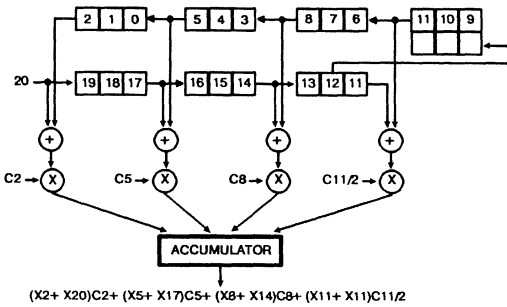 2 1 0 5 4 3 8 7 6 11 10 9
20 19 18 17 16 15 14 13 12 11
+ + + +
C2 X C5 X C8 X C11/2 X
ACCUMULATOR
(X2+ X20)C2+ (X5+ X17)C5+ (X8+ X14)C8+ (X11+ X11)C11/2